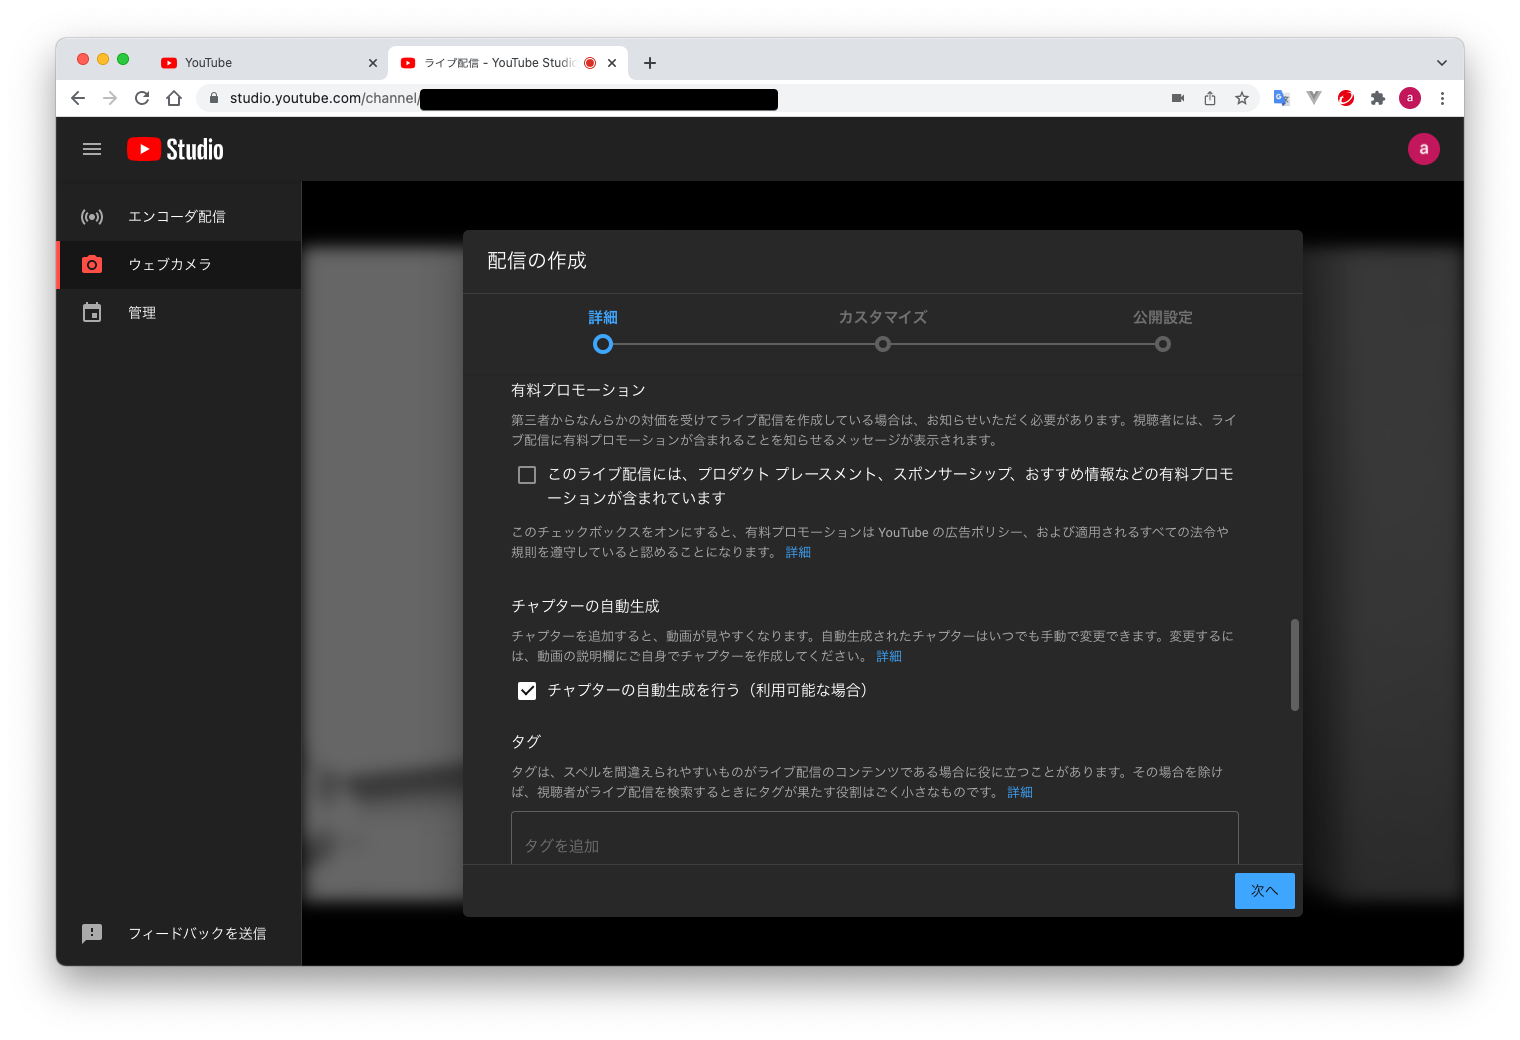 YouTube
ライブ配信 - YouTube Studio
studio.youtube.com/channel/
a
Studio
a
エンコーダ配信
ウェブカメラ
管理
配信の作成
詳細
カスタマイズ
公開設定
有料プロモーション
第三者からなんらかの対価を受けてライブ配信を作成している場合は、お知らせいただく必要があります。視聴者には、ライ
ブ配信に有料プロモーションが含まれることを知らせるメッセージが表示されます。
このライブ配信には、プロダクト プレースメント、スポンサーシップ、おすすめ情報などの有料プロモ
ーションが含まれています
このチェックボックスをオンにすると、有料プロモーションは YouTube の広告ポリシー、および適用されるすべての法令や
規則を遵守していると認めることになります。 詳細
チャプターの自動生成
チャプターを追加すると、動画が見やすくなります。自動生成されたチャプターはいつでも手動で変更できます。変更するに
は、動画の説明欄にご自身でチャプターを作成してください。 詳細
チャプターの自動生成を行う（利用可能な場合）
タグ
タグは、スペルを間違えられやすいものがライブ配信のコンテンツである場合に役に立つことがあります。その場合を除け
ば、視聴者がライブ配信を検索するときにタグが果たす役割はごく小さなものです。 詳細
タグを追加
次へ
フィードバックを送信